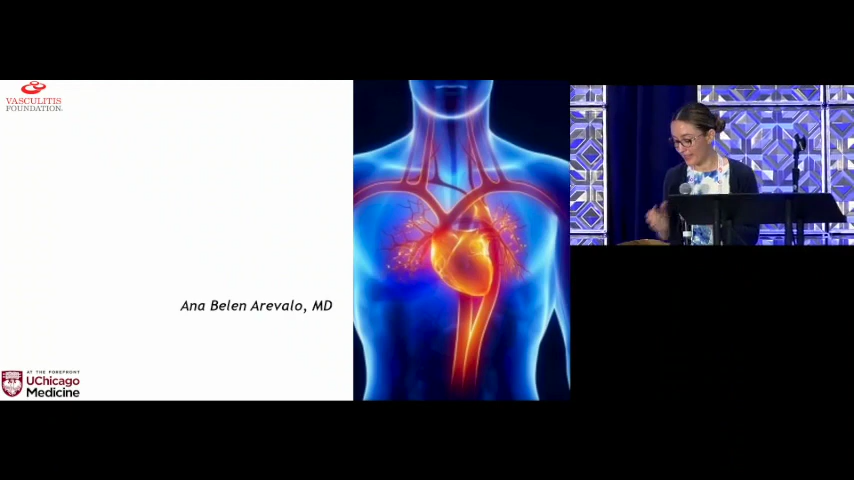 VASCULITIS
FOUNDATION
Ana Belen Arevalo, MD
AT THE FOREFRONT
UChicago
Medicine